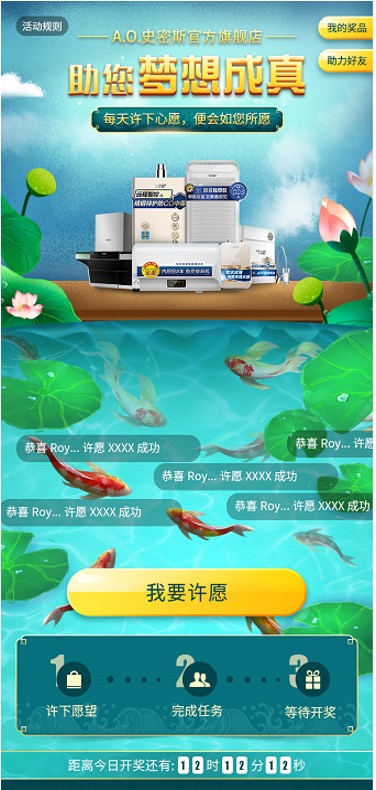 活动规则
我的奖品
A.O.史密斯官方旗舰店
助力好友
助您梦想成真
每天许下心愿，便会如您所愿
恭喜 Roy... 许愿 XXXX 成功
恭喜 Roy... 许愿 XXXX
恭喜 Roy... 许愿 XXXX 成功
恭喜 Roy... 许愿 XXXX 成功
恭喜 Roy... 许愿 XXXX 成功
我要许愿
1 2 3
许下愿望 完成任务 等待开奖
距离今日开奖还有: 12 时 12 分 12 秒